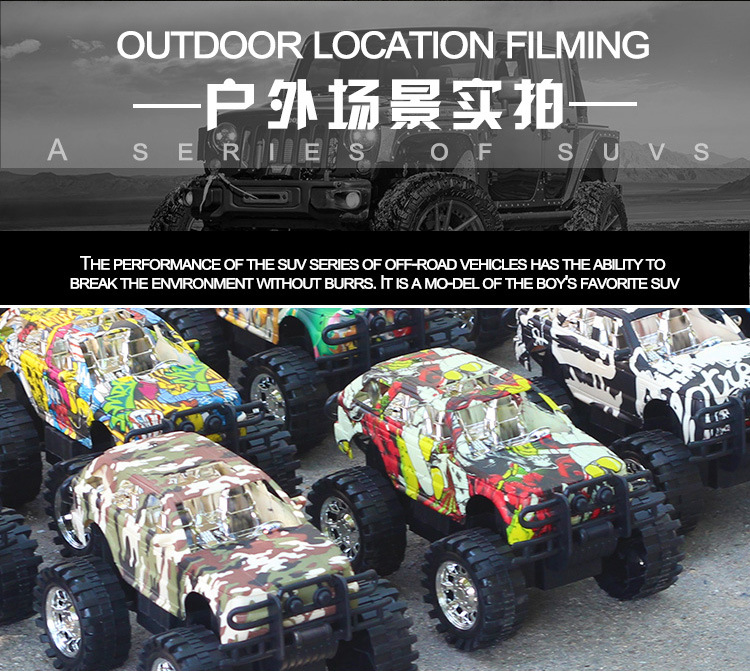 OUTDOOR LOCATION FILMING
户外场景实拍
A SERIES OF SUVS
THE PERFORMANCE OF THE SUV SERIES OF OFF-ROAD VEHICLES HAS THE ABILITY TO
BREAK THE ENVIRONMENT WITHOUT BURRS. IT IS A MO-DEL OF THE BOY'S FAVORITE SUV